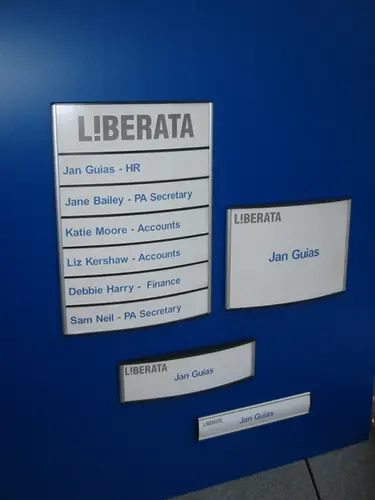 L!BERATA
Jan Guias - HR
Jane Bailey - PA Secretary
Katie Moore - Accounts
Liz Kershaw - Accounts
Debbie Harry - Finance
Sam Neil - PA Secretary
L!BERATA
Jan Guias
L!BERATA
Jan Guias
L!BERATA
Jan Guias